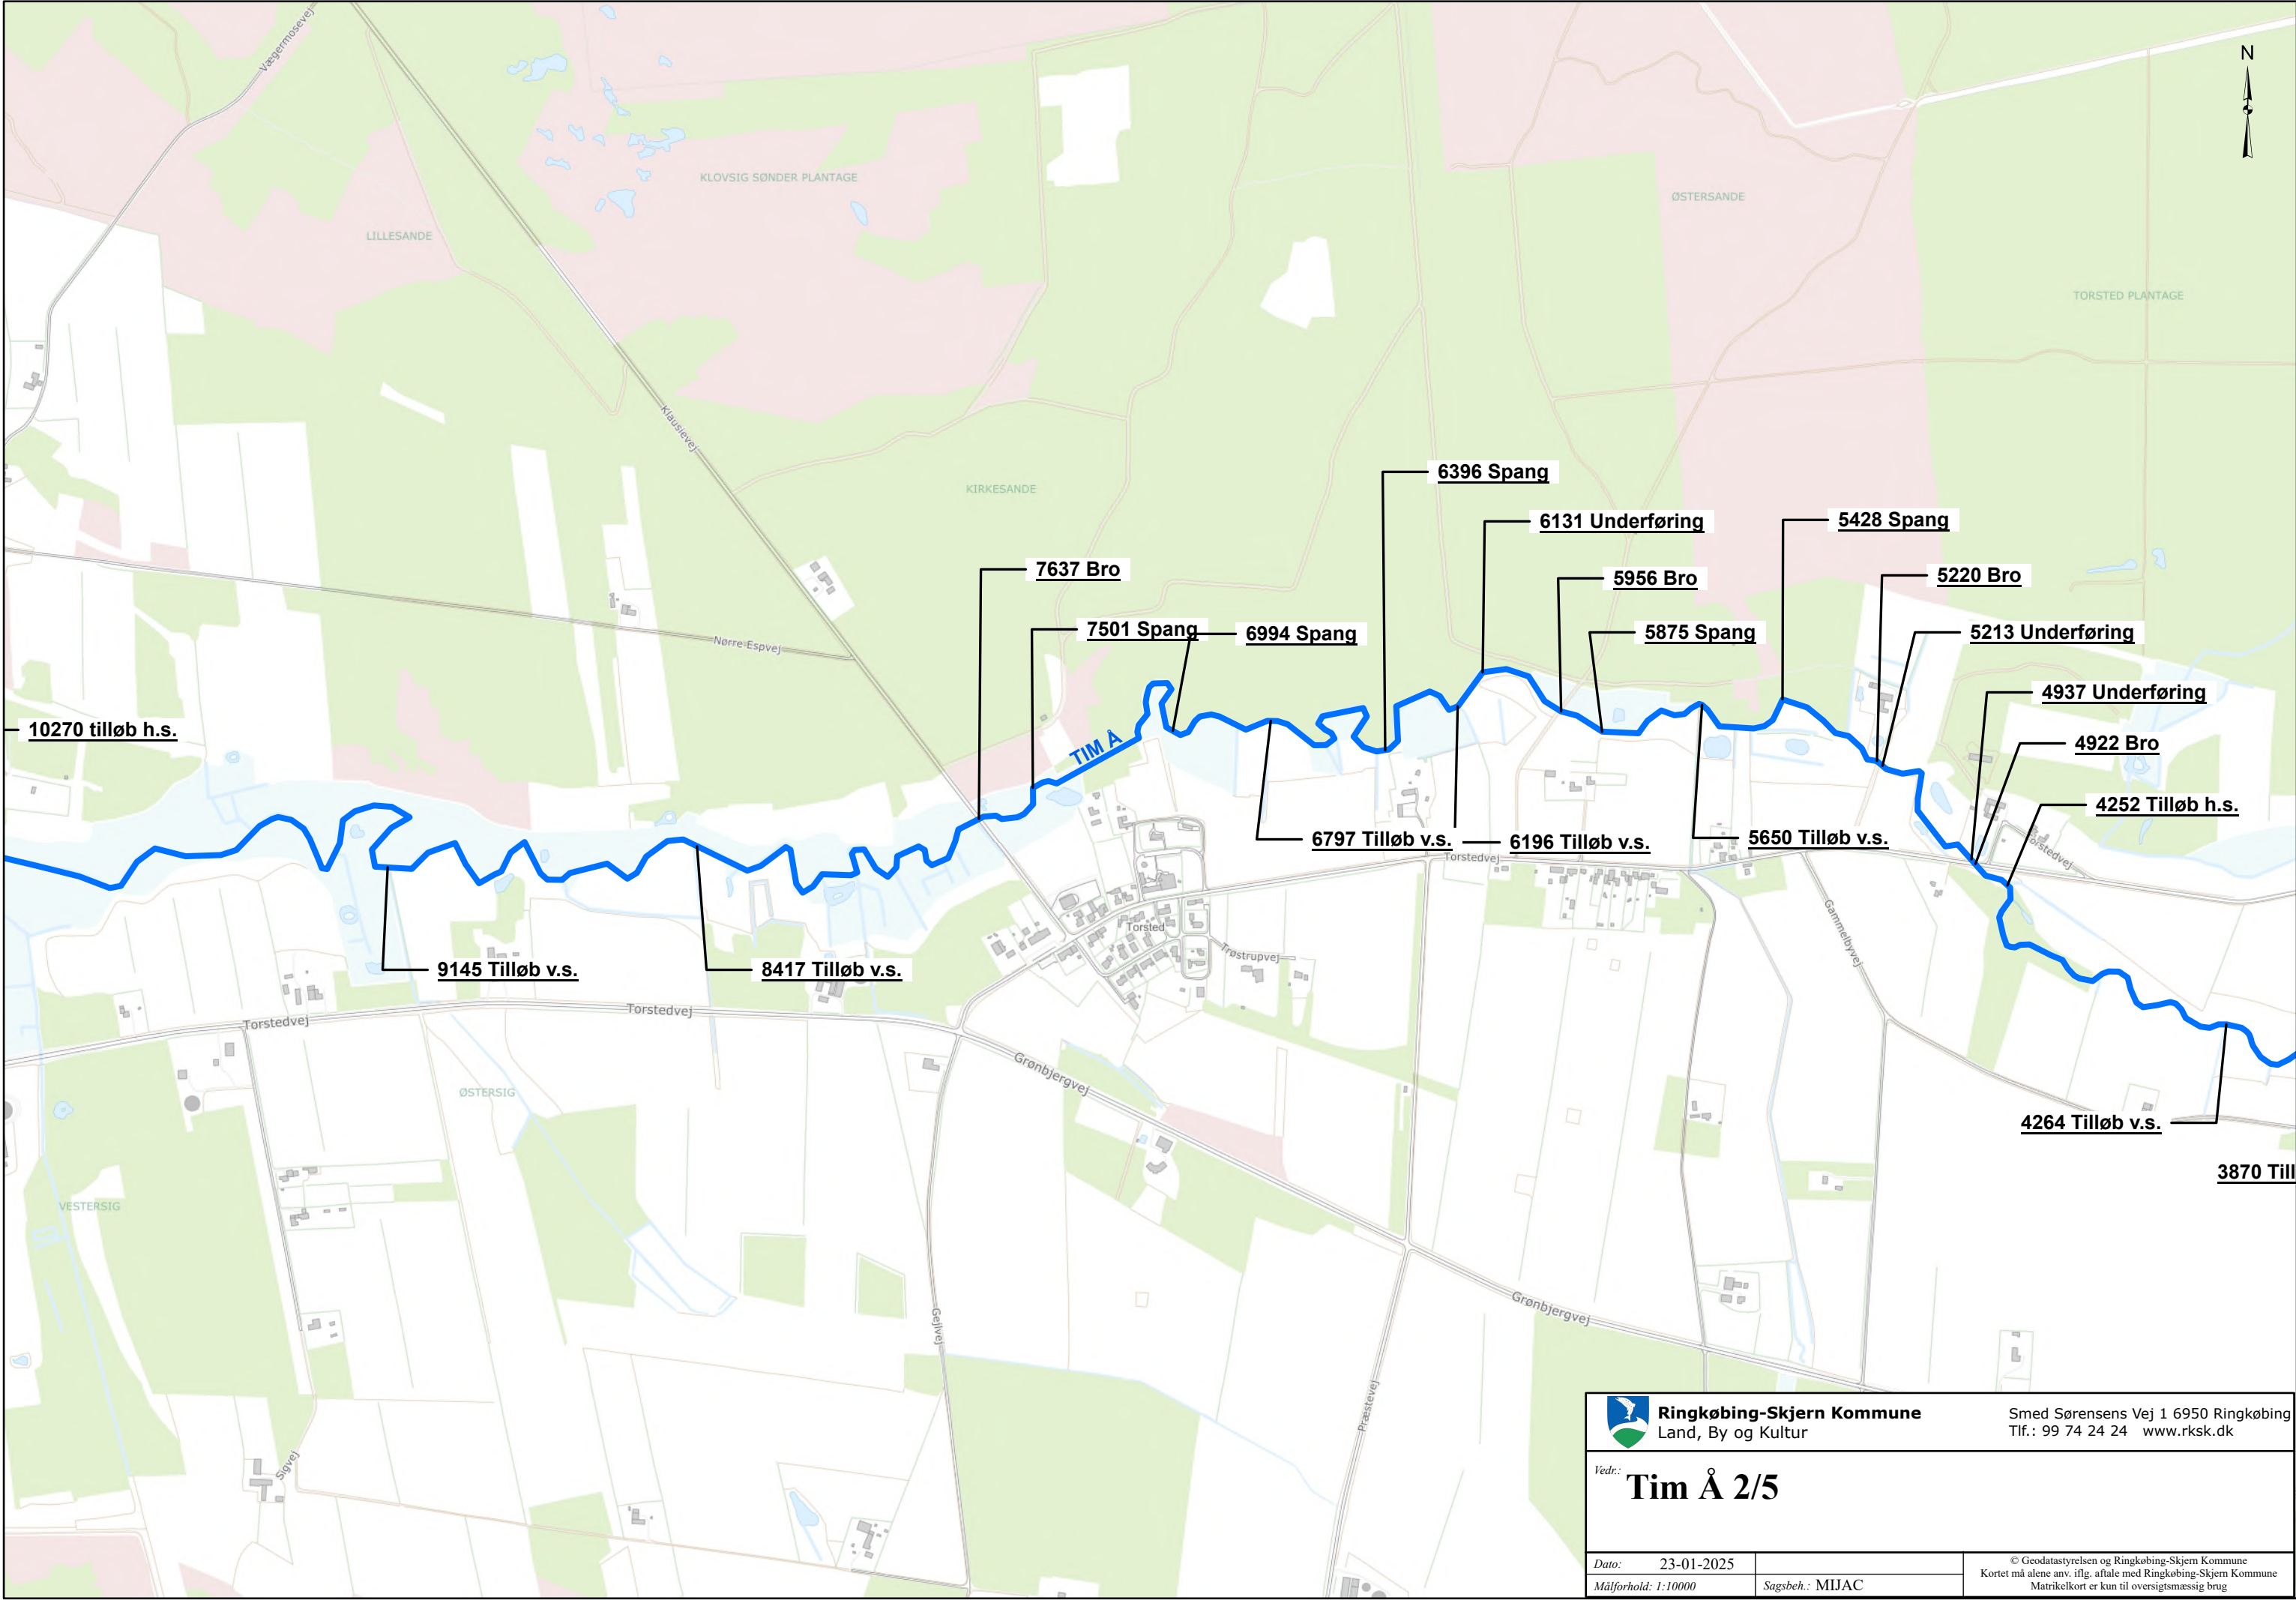 Vægermosevej
N
KLOVSIG SØNDER PLANTAGE
ØSTERSANDE
LILLESANDE
TORSTED PLANTAGE
Klausievej
6396 Spang
KIRKESANDE
6131 Underføring
5428 Spang
7637 Bro
5956 Bro
5220 Bro
7501 Spang
6994 Spang
5875 Spang
5213 Underføring
Nørre-Espvej
4937 Underføring
10270 tilløb h.s.
TIM Å
4922 Bro
4252 Tilløb h.s.
6797 Tilløb v.s.
6196 Tilløb v.s.
5650 Tilløb v.s.
Torstedvej
Torstedvej
Torsted
Gammelbyvej
Trøstrupvej
9145 Tilløb v.s.
8417 Tilløb v.s.
Torstedvej
Torstedvej
Grønbjergvej
ØSTERSIG
4264 Tilløb v.s.
3870 Till
VESTERSIG
Gejlvej
Grønbjergvej
Præstevej
Sigvej
Ringkøbing-Skjern Kommune
Land, By og Kultur
Smed Sørensens Vej 1 6950 Ringkøbing
Tlf.: 99 74 24 24 www.rksk.dk
Vedr.: Tim Å 2/5
Dato: 23-01-2025
Målforhold: 1:10000
Sagsbeh.: MIJAC
© Geodatastyrelsen og Ringkøbing-Skjern Kommune
Kortet må alene anv. iflg. aftale med Ringkøbing-Skjern Kommune
Matrikelkort er kun til oversigtsmæssig brug